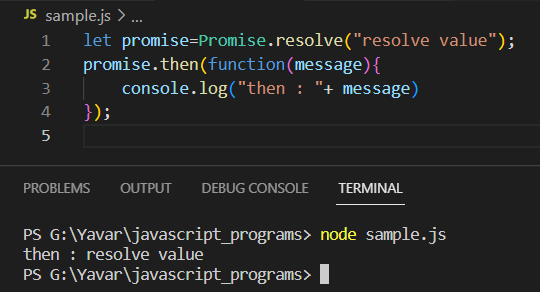 JS sample.js > ...
1 let promise=Promise.resolve("resolve value");
2 promise.then(function(message){
3     console.log("then : "+ message)
4 });
5
PROBLEMS OUTPUT DEBUG CONSOLE TERMINAL
PS G:\Yavar\javascript_programs> node sample.js
then : resolve value
PS G:\Yavar\javascript_programs>